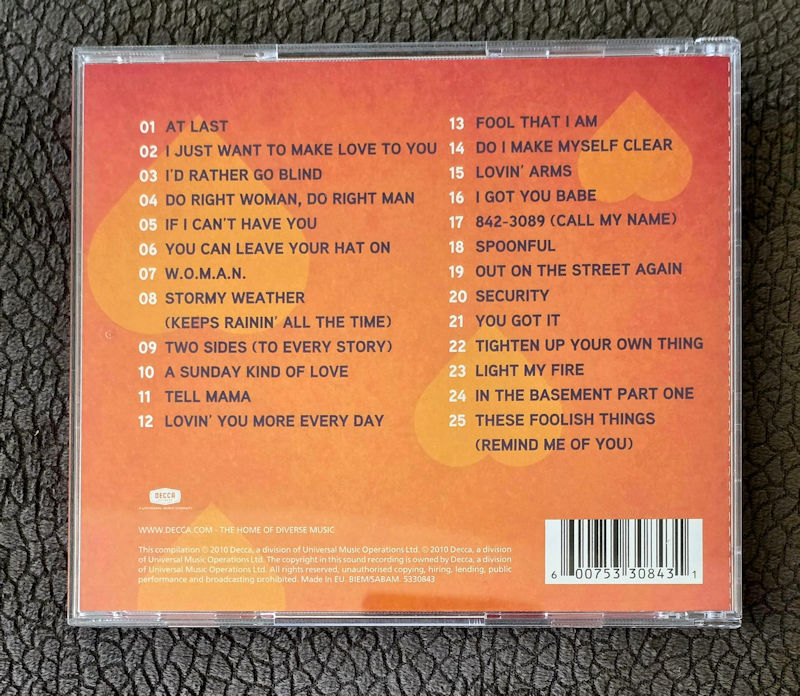 01 AT LAST
02 I JUST WANT TO MAKE LOVE TO YOU
03 I'D RATHER GO BLIND
04 DO RIGHT WOMAN, DO RIGHT MAN
05 IF I CAN'T HAVE YOU
06 YOU CAN LEAVE YOUR HAT ON
07 W.O.M.A.N.
08 STORMY WEATHER
(KEEPS RAININ' ALL THE TIME)
09 TWO SIDES (TO EVERY STORY)
10 A SUNDAY KIND OF LOVE
11 TELL MAMA
12 LOVIN' YOU MORE EVERY DAY
13 FOOL THAT I AM
14 DO I MAKE MYSELF CLEAR
15 LOVIN' ARMS
16 I GOT YOU BABE
17 842-3089 (CALL MY NAME)
18 SPOONFUL
19 OUT ON THE STREET AGAIN
20 SECURITY
21 YOU GOT IT
22 TIGHTEN UP YOUR OWN THING
23 LIGHT MY FIRE
24 IN THE BASEMENT PART ONE
25 THESE FOOLISH THINGS
(REMIND ME OF YOU)
DECCA
A UNIVERSAL MUSIC COMPANY
WWW.DECCA.COM - THE HOME OF DIVERSE MUSIC
This compilation ℗ 2010 Decca, a division of Universal Music Operations Ltd. © 2010 Decca, a division
of Universal Music Operations Ltd. The copyright in this sound recording is owned by Decca, a division
of Universal Music Operations Ltd. All rights reserved, unauthorised copying, hiring, lending, public
performance and broadcasting prohibited. Made In EU. BIEM/SABAM. 5330843
6 00753 30843 1